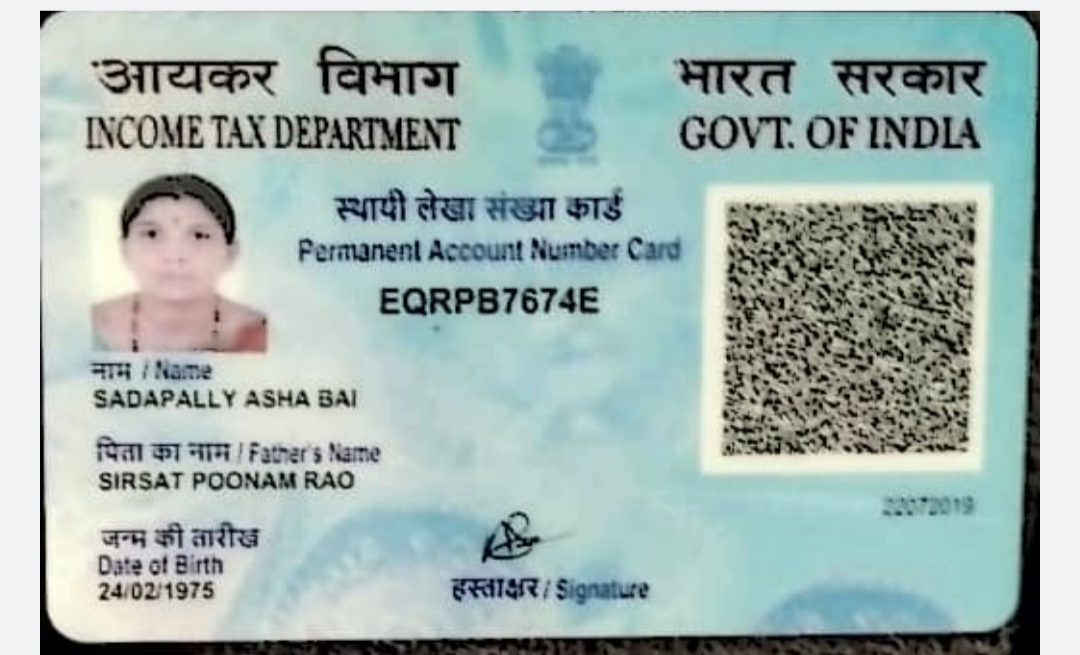 आयकर विभाग
INCOME TAX DEPARTMENT
भारत सरकार
GOVT. OF INDIA
स्थायी लेखा संख्या कार्ड
Permanent Account Number Card
EQRPB7674E
नाम / Name
SADAPALLY ASHA BAI
पिता का नाम / Father's Name
SIRSAT POONAM RAO
22072019
जन्म की तारीख
Date of Birth
24/02/1975
हस्ताक्षर / Signature